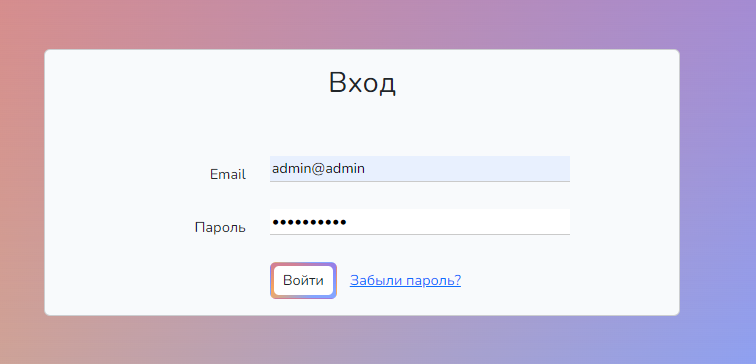 Вход
Email admin@admin
Пароль ••••••••••
Войти Забыли пароль?